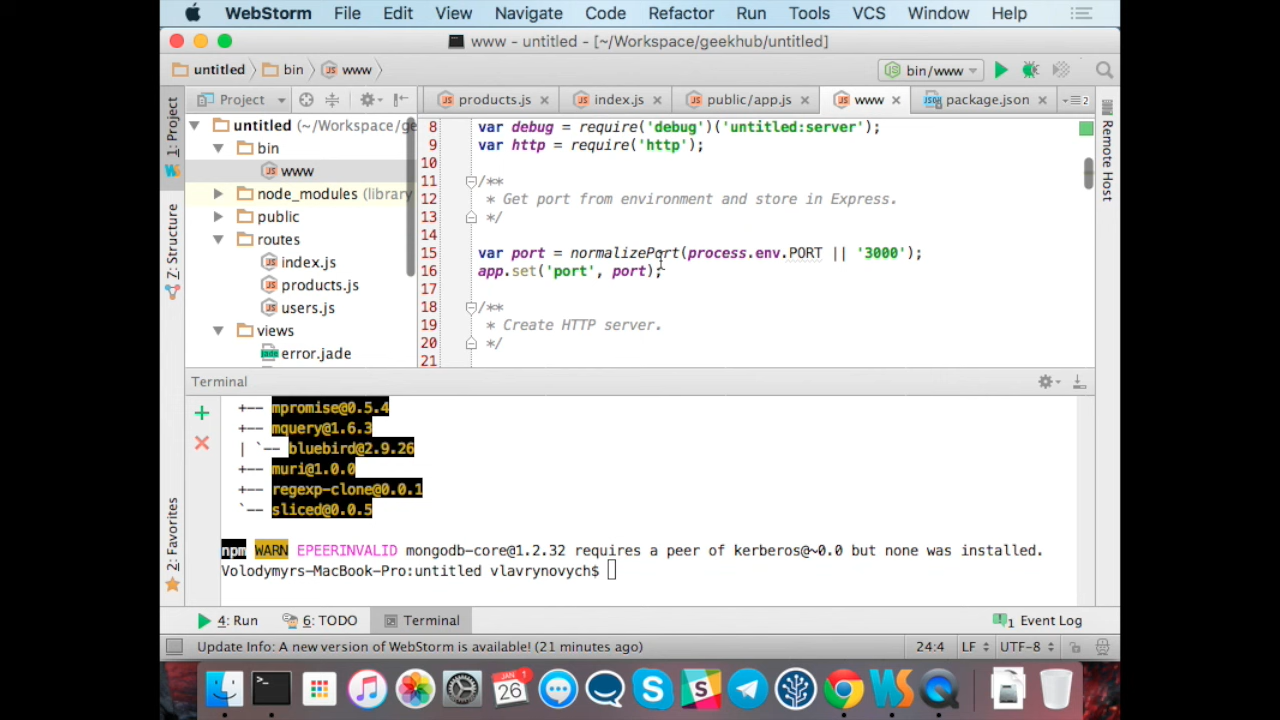 WebStorm File Edit View Navigate Code Refactor Run Tools VCS Window Help
www - untitled - [~/Workspace/geekhub/untitled]
untitled bin www bin/www
Project products.js index.js public/app.js www package.json 2
1: Project
7: Structure
2: Favorites
Remote Host
untitled (~/Workspace/ge
bin
www
node_modules (library
public
routes
index.js
products.js
users.js
views
error.jade
8 var debug = require('debug')('untitled:server');
9 var http = require('http');
10
11 /**
12 * Get port from environment and store in Express.
13 */
14
15 var port = normalizePort(process.env.PORT || '3000');
16 app.set('port', port);
17
18 /**
19 * Create HTTP server.
20 */
21
Terminal
+-- mpromise@0.5.4
+-- mquery@1.6.3
| `-- bluebird@2.9.26
+-- muri@1.0.0
+-- regexp-clone@0.0.1
`-- sliced@0.0.5
npm WARN EPEERINVALID mongodb-core@1.2.32 requires a peer of kerberos@~0.0 but none was installed.
Volodymyrs-MacBook-Pro:untitled vlavrynovych$
4: Run 6: TODO Terminal 1 Event Log
Update Info: A new version of WebStorm is available! (21 minutes ago) 24:4 LF UTF-8
JAN 26
1